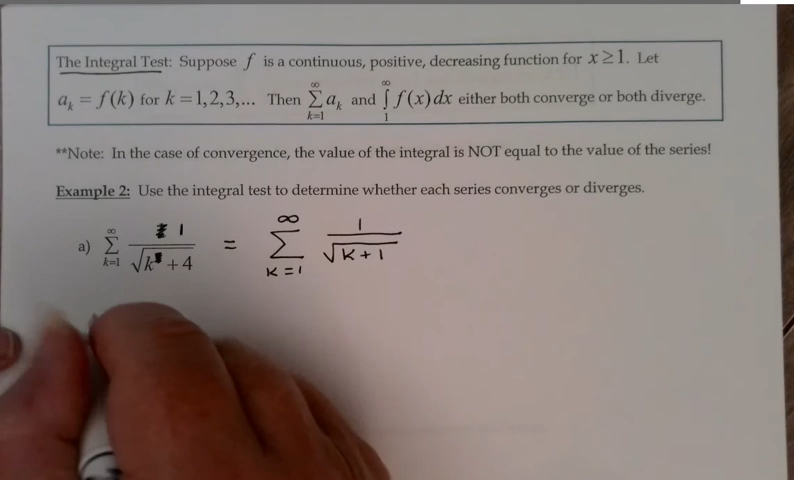 The Integral Test: Suppose f is a continuous, positive, decreasing function for x ≥ 1. Let
a_k = f(k) for k = 1,2,3,... Then ∑_{k=1}^{∞} a_k and ∫_1^∞ f(x)dx either both converge or both diverge.
**Note: In the case of convergence, the value of the integral is NOT equal to the value of the series!
Example 2: Use the integral test to determine whether each series converges or diverges.
a) ∑_{k=1}^{∞} 1/√(k + 4) = ∑_{k=1}^{∞} 1/√(k + 1)